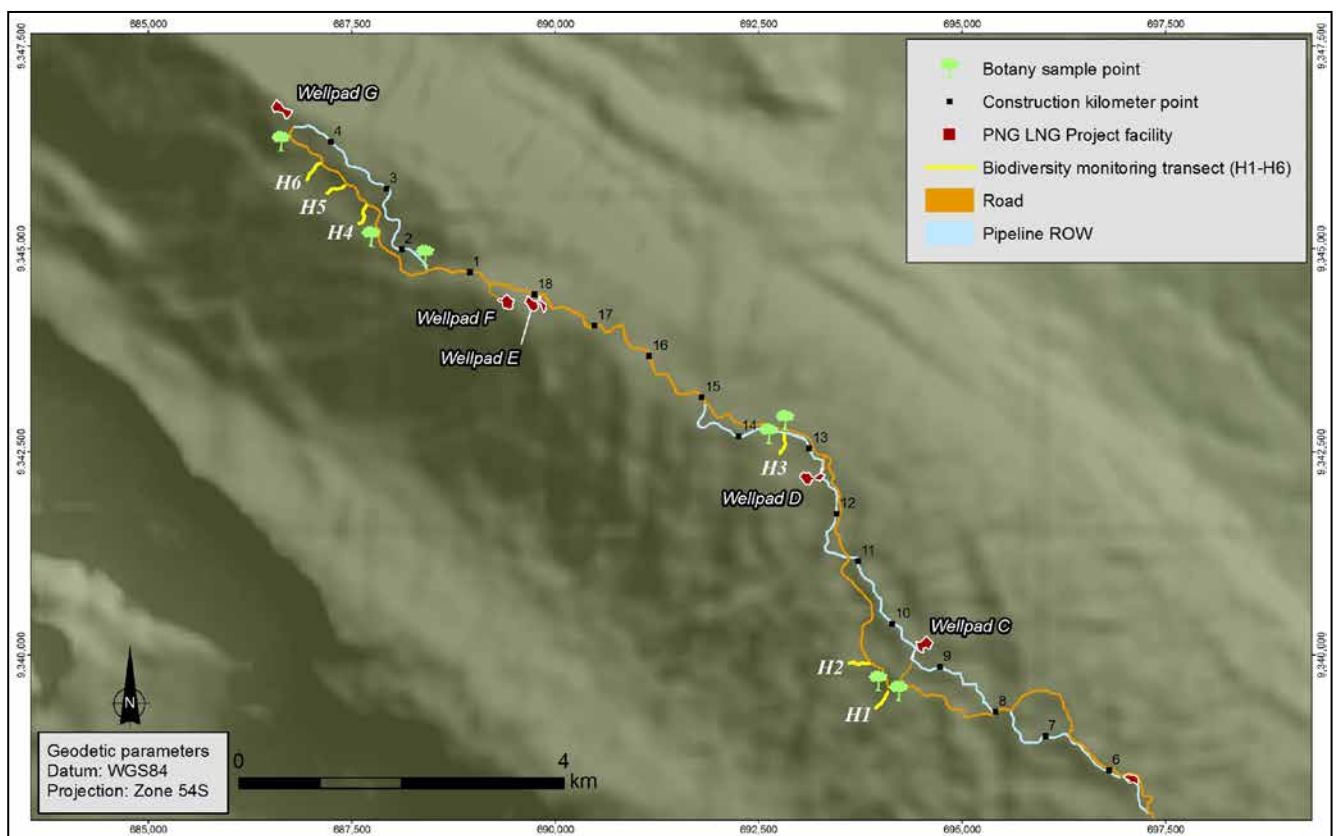 685,000 687,500 690,000 692,500 695,000 697,500
9,347,500 9,347,500
Wellpad G
Botany sample point
Construction kilometer point
PNG LNG Project facility
Biodiversity monitoring transect (H1-H6)
Road
Pipeline ROW
4
H6
3
H5
H4
2
9,345,000 9,345,000
1
18
Wellpad F
17
Wellpad E
16
15
14
13
9,342,500 9,342,500
H3
Wellpad D
12
11
10
Wellpad C
9,340,000 9,340,000
H2
9
H1
8
7
6
N
Geodetic parameters
Datum: WGS84
Projection: Zone 54S
0 4
km
685,000 687,500 690,000 692,500 695,000 697,500